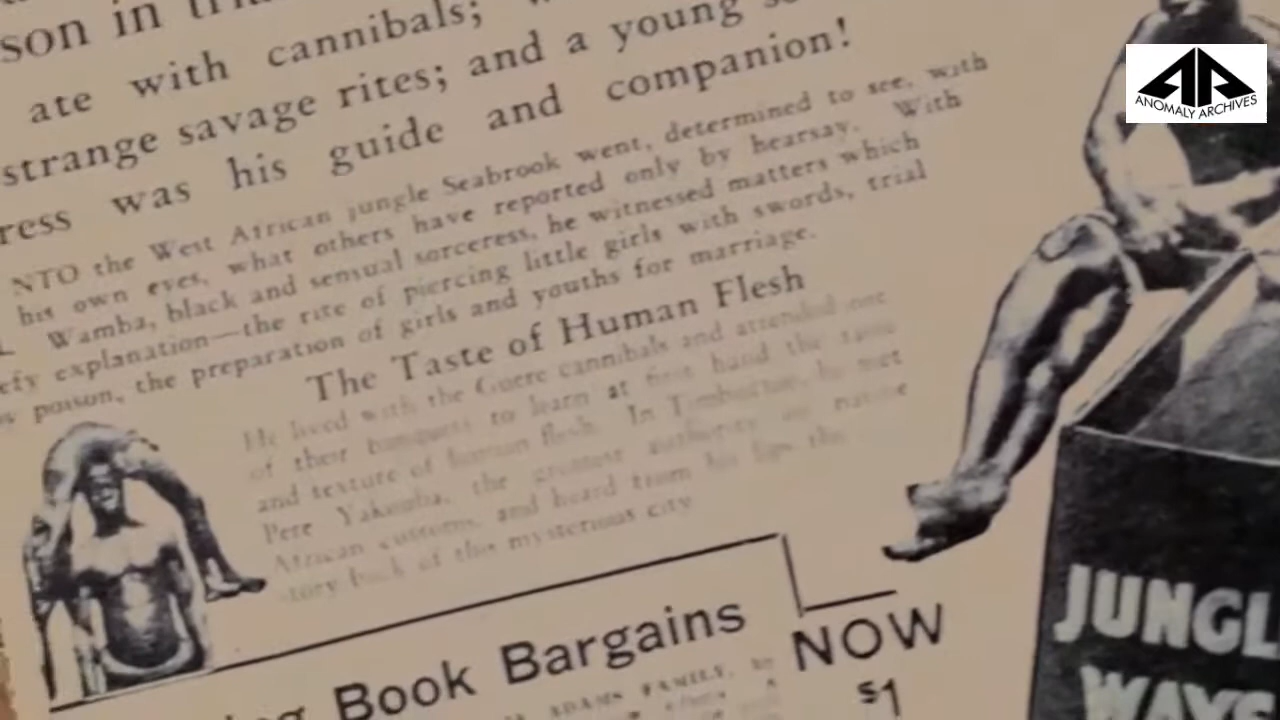 son in
ate with cannibals;
strange savage rites; and a young
ress was his guide and companion!
NTO the West African jungle Seabrook went, determined to see, with
his own eyes, what others have reported only by hearsay. With
Wamba, black and sensual sorceress, he witnessed matters which
efy explanation—the rite of piercing little girls with swords, trial
poison, the preparation of girls and youths for marriage.
The Taste of Human Flesh
He lived with the Guere cannibals and attended one
of their banquets to learn at first hand the taste
and texture of human flesh. In Timbuctoo, he met
Pere Yakouba, the greatest authority on native
African customs, and heard from his lips the
story back of this mysterious city
Book Bargains
ADAMS FAMILY, by
NOW
$1
JUNGL
WAYS
ANOMALY ARCHIVES